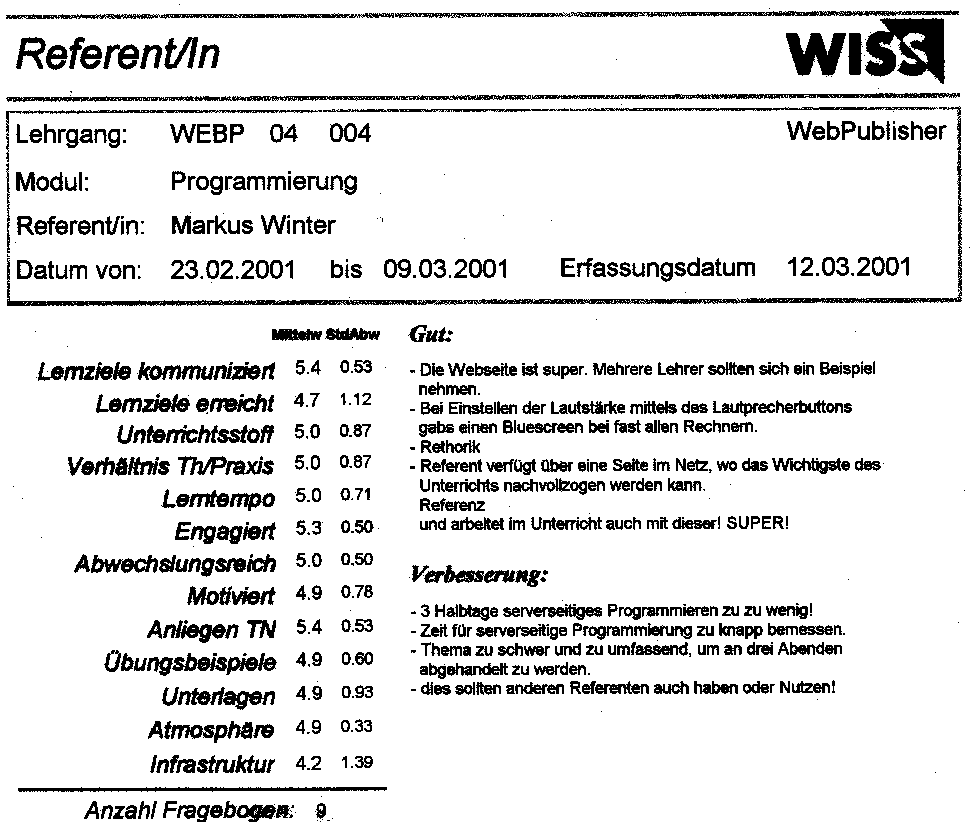 Referent/In
WISS
Lehrgang: WEBP 04 004 WebPublisher
Modul: Programmierung
Referent/in: Markus Winter
Datum von: 23.02.2001 bis 09.03.2001 Erfassungsdatum 12.03.2001
Mittelw StdAbw
Lernziele kommuniziert 5.4 0.53
Lernziele erreicht 4.7 1.12
Unterrichtsstoff 5.0 0.87
Verhältnis Th/Praxis 5.0 0.87
Lerntempo 5.0 0.71
Engagiert 5.3 0.50
Abwechslungsreich 5.0 0.50
Motiviert 4.9 0.78
Anliegen TN 5.4 0.53
Übungsbeispiele 4.9 0.60
Unterlagen 4.9 0.93
Atmosphäre 4.9 0.33
Infrastruktur 4.2 1.39
Anzahl Fragebogen: 9
Gut:
- Die Webseite ist super. Mehrere Lehrer sollten sich ein Beispiel
nehmen.
- Bei Einstellen der Lautstärke mittels des Lautprecherbuttons
gabs einen Bluescreen bei fast allen Rechnern.
- Rethorik
- Referent verfügt über eine Seite im Netz, wo das Wichtigste des
Unterrichts nachvollzogen werden kann.
Referenz
und arbeitet im Unterricht auch mit dieser! SUPER!
Verbesserung:
- 3 Halbtage serverseitiges Programmieren zu zu wenig!
- Zeit für serverseitige Programmierung zu knapp bemessen.
- Thema zu schwer und zu umfassend, um an drei Abenden
abgehandelt zu werden.
- dies sollten anderen Referenten auch haben oder Nutzen!